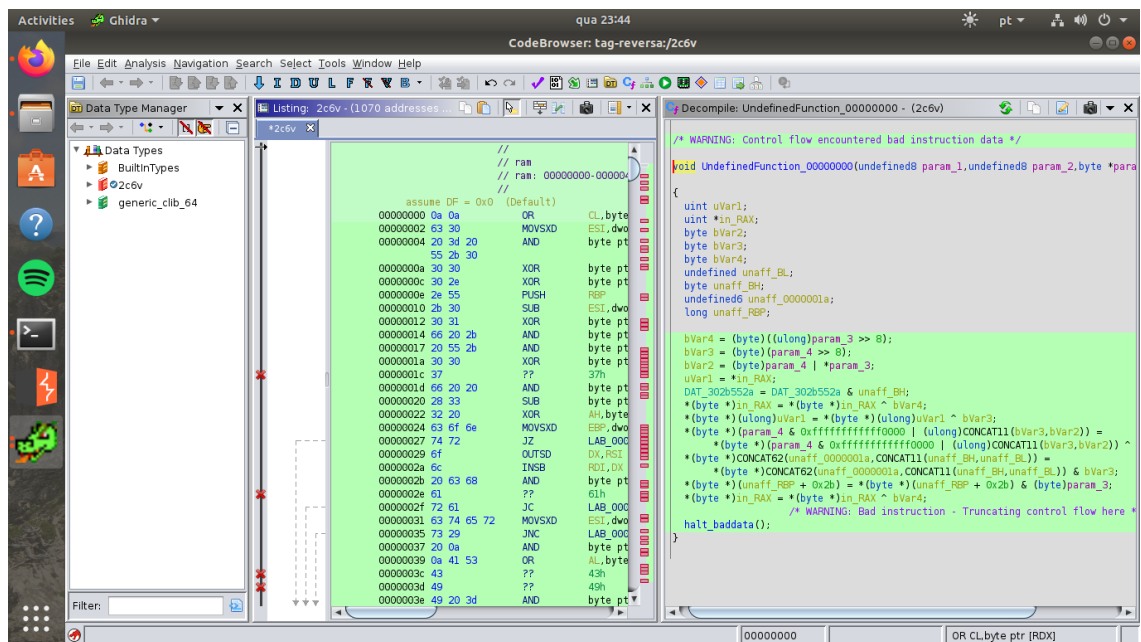 Activities Ghidra qua 23:44 pt
CodeBrowser: tag-reversa:/2c6v
File Edit Analysis Navigation Search Select Tools Window Help
I D U L F R V B
Data Type Manager
Data Types
BuiltInTypes
2c6v
generic_clib_64
Filter:
Listing: 2c6v - (1070 addresses ...
*2c6v
//
// ram
// ram: 00000000-000004
//
assume DF = 0x0 (Default)
00000000 0a 0a OR CL,byte
00000002 63 30 MOVSXD ESI,dwo
00000004 20 3d 20 AND byte pt
55 2b 30
0000000a 30 30 XOR byte pt
0000000c 30 2e XOR byte pt
0000000e 2e 55 PUSH RBP
00000010 2b 30 SUB ESI,dwo
00000012 30 31 XOR byte pt
00000014 66 20 2b AND byte pt
00000017 20 55 2b AND byte pt
0000001a 30 30 XOR byte pt
0000001c 37 ?? 37h
0000001d 66 20 20 AND byte pt
00000020 28 33 SUB byte pt
00000022 32 20 XOR AH,byte
00000024 63 6f 6e MOVSXD EBP,dwo
00000027 74 72 JZ LAB_000
00000029 6f OUTSD DX,RSI
0000002a 6c INSB RDI,DX
0000002b 20 63 68 AND byte pt
0000002e 61 ?? 61h
0000002f 72 61 JC LAB_000
00000031 63 74 65 72 MOVSXD ESI,dwo
00000035 73 29 JNC LAB_000
00000037 20 0a AND byte pt
00000039 0a 41 53 OR AL,byte
0000003c 43 ?? 43h
0000003d 49 ?? 49h
0000003e 49 20 3d AND byte pt
Decompile: UndefinedFunction_00000000 - (2c6v)
/* WARNING: Control flow encountered bad instruction data */
void UndefinedFunction_00000000(undefined8 param_1,undefined8 param_2,byte *para
{
uint uVar1;
uint *in_RAX;
byte bVar2;
byte bVar3;
byte bVar4;
undefined unaff_BL;
byte unaff_BH;
undefined6 unaff_0000001a;
long unaff_RBP;
bVar4 = (byte)((ulong)param_3 >> 8);
bVar3 = (byte)(param_4 >> 8);
bVar2 = (byte)param_4 | *param_3;
uVar1 = *in_RAX;
DAT_302b552a = DAT_302b552a & unaff_BH;
*(byte *)in_RAX = *(byte *)in_RAX ^ bVar4;
*(byte *)(ulong)uVar1 = *(byte *)(ulong)uVar1 ^ bVar3;
*(byte *)(param_4 & 0xffffffffffff0000 | (ulong)CONCAT11(bVar3,bVar2)) =
*(byte *)(param_4 & 0xffffffffffff0000 | (ulong)CONCAT11(bVar3,bVar2)) ^
*(byte *)CONCAT62(unaff_0000001a,CONCAT11(unaff_BH,unaff_BL)) =
*(byte *)CONCAT62(unaff_0000001a,CONCAT11(unaff_BH,unaff_BL)) & bVar3;
*(byte *)(unaff_RBP + 0x2b) = *(byte *)(unaff_RBP + 0x2b) & (byte)param_3;
*(byte *)in_RAX = *(byte *)in_RAX ^ bVar4;
/* WARNING: Bad instruction - Truncating control flow here *
halt_baddata();
}
00000000 OR CL,byte ptr [RDX]